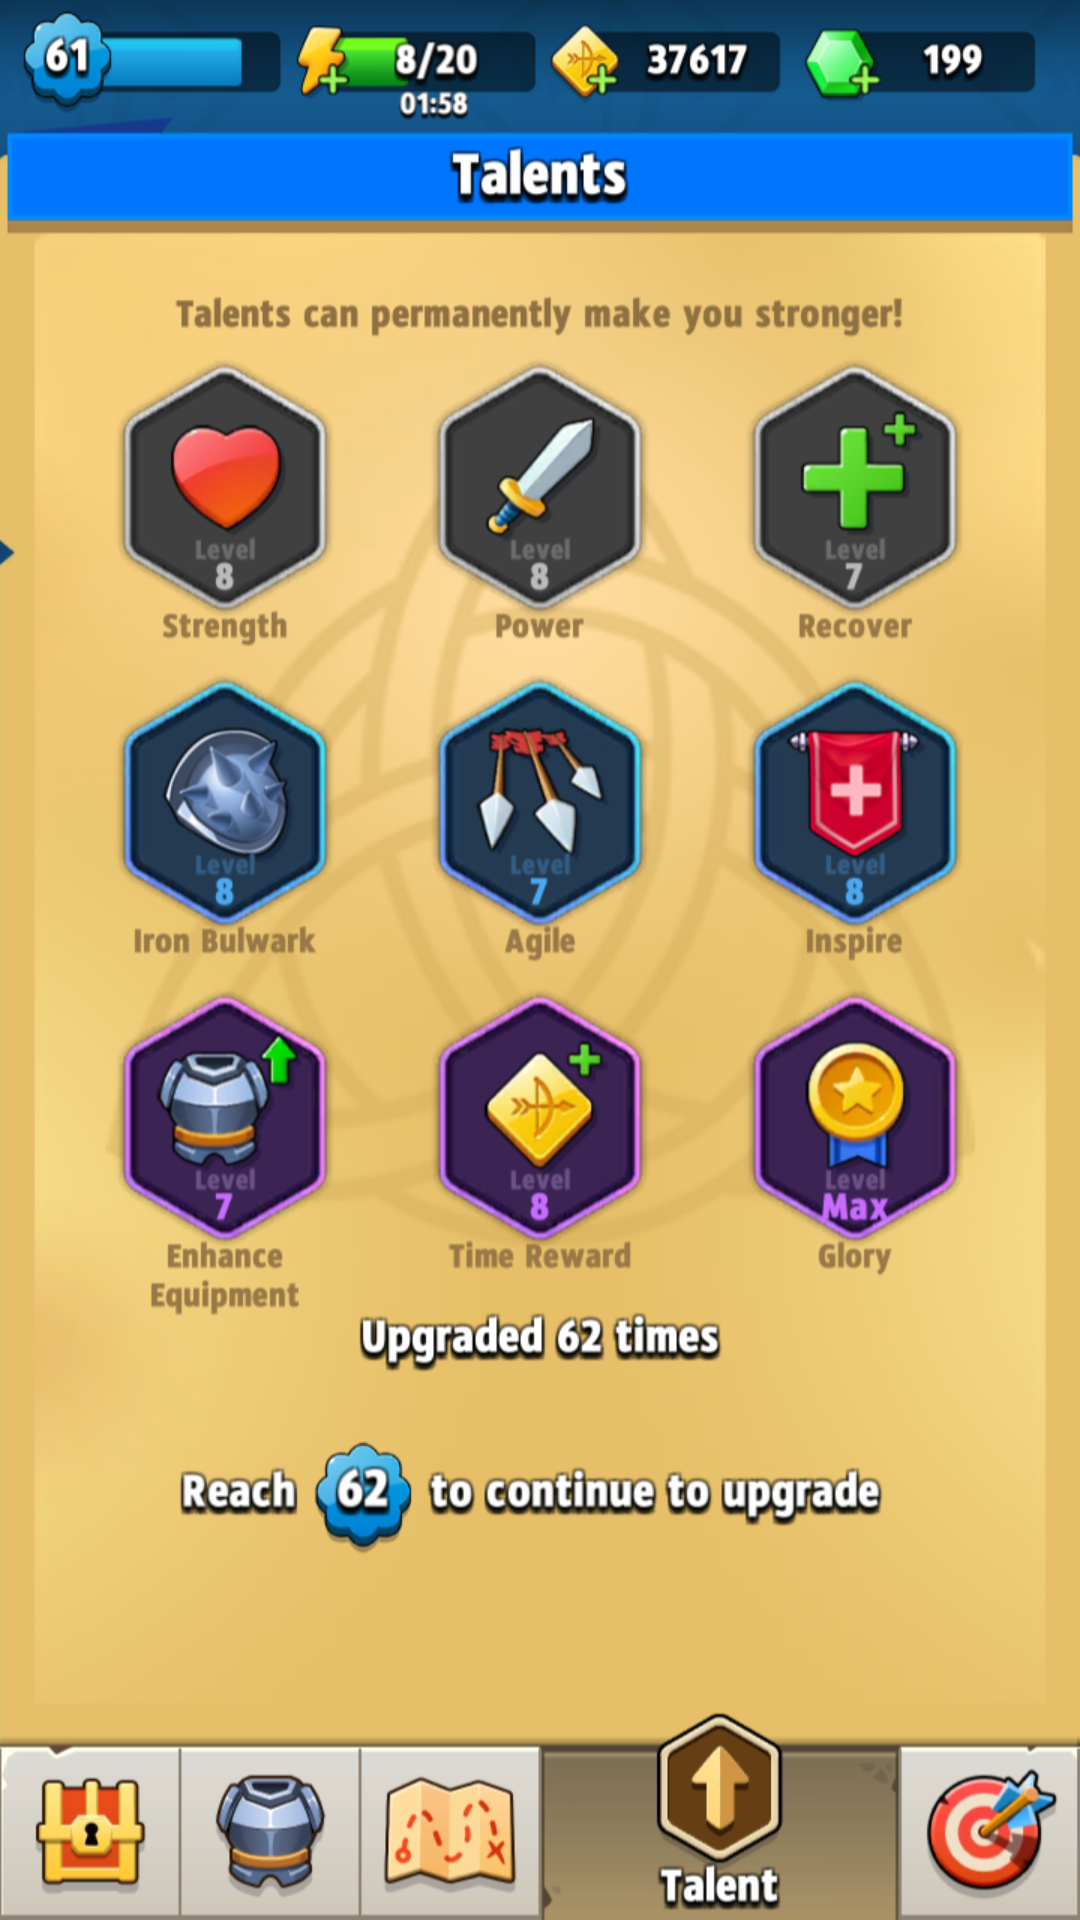 61
8/20
37617
199
01:58
Talents
Talents can permanently make you stronger!
Level
8
Strength
Level
8
Power
Level
7
Recover
Level
8
Iron Bulwark
Level
7
Agile
Level
8
Inspire
Level
7
Enhance
Equipment
Level
8
Time Reward
Level
Max
Glory
Upgraded 62 times
Reach 62 to continue to upgrade
Talent